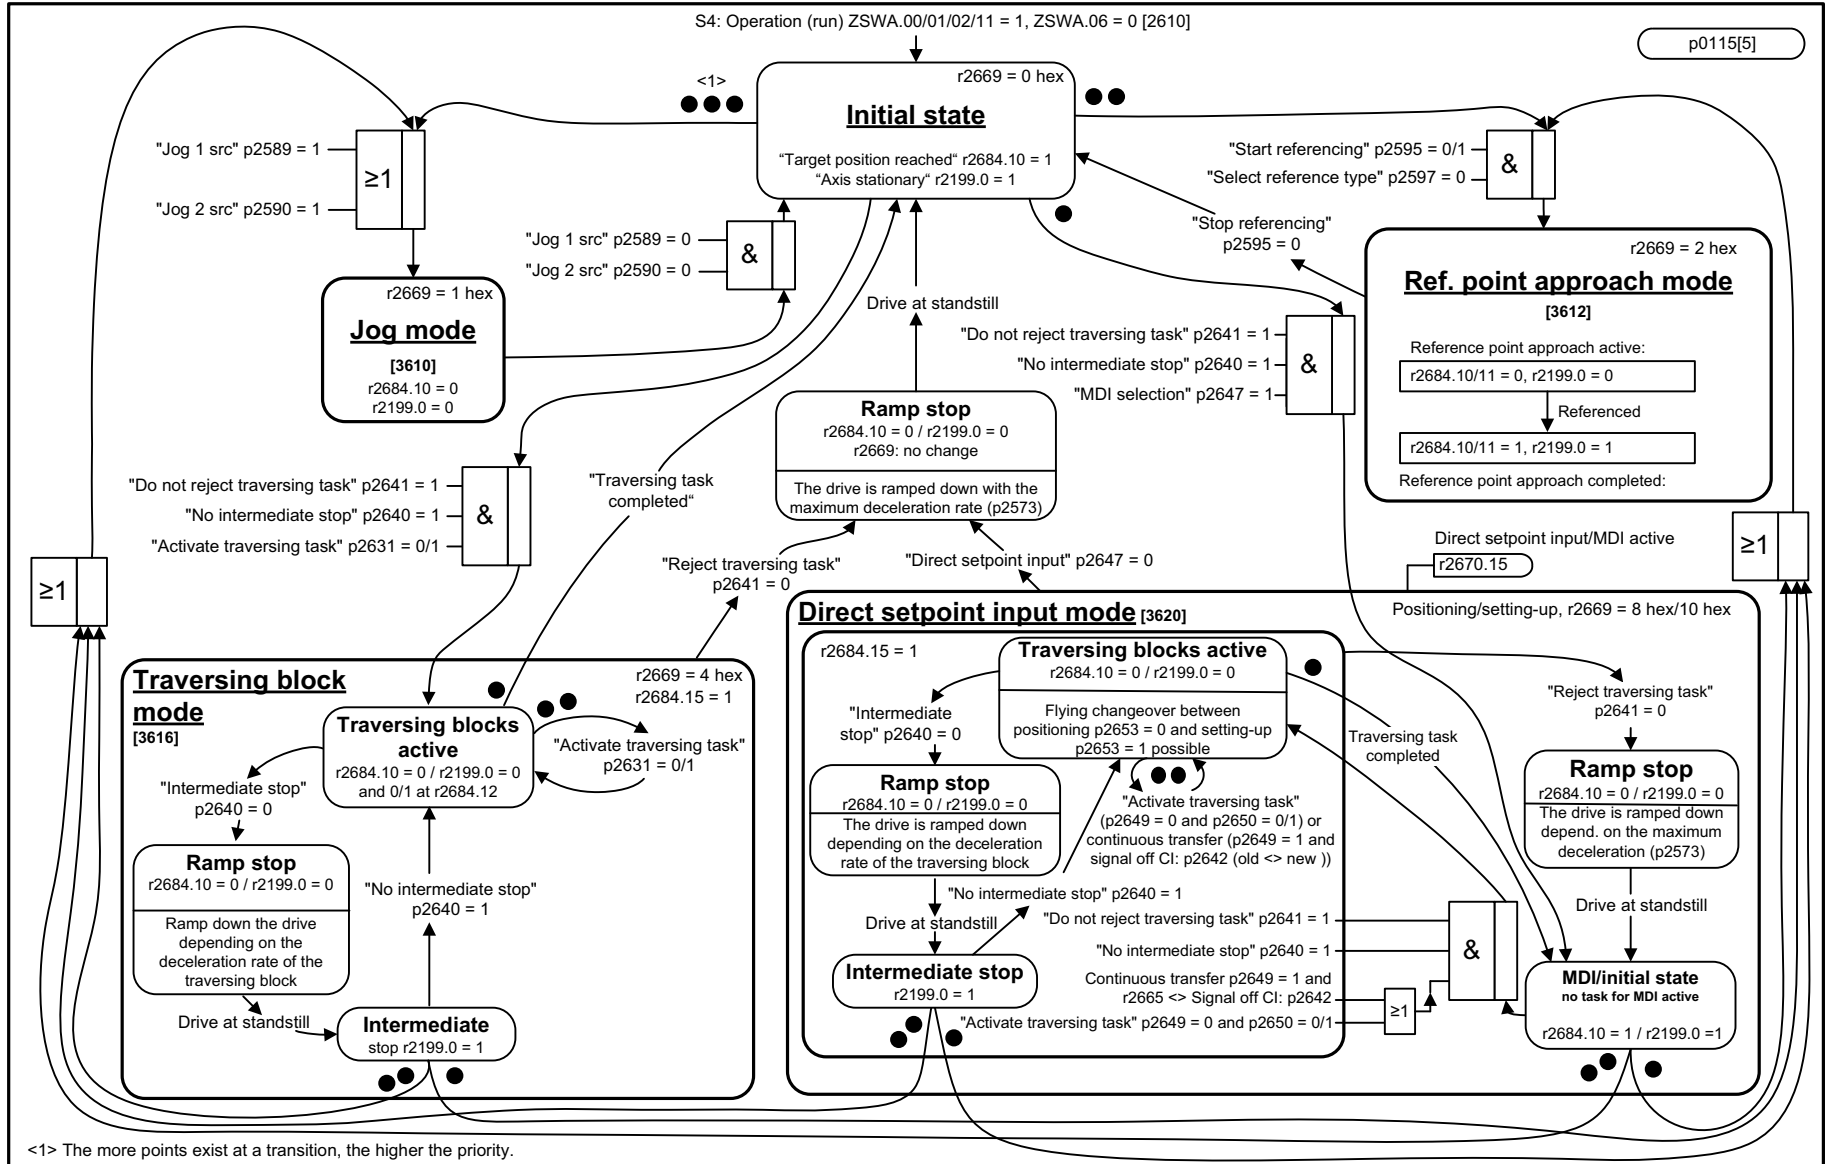 S4: Operation (run) ZSWA.00/01/02/11 = 1, ZSWA.06 = 0 [2610]
p0115[5]
<1>
r2669 = 0 hex
Initial state
“Target position reached“ r2684.10 = 1
“Axis stationary“ r2199.0 = 1
"Jog 1 src" p2589 = 1
≥1
"Jog 2 src" p2590 = 1
"Start referencing" p2595 = 0/1
"Select reference type" p2597 = 0
&
"Jog 1 src" p2589 = 0
"Jog 2 src" p2590 = 0
&
"Stop referencing"
p2595 = 0
r2669 = 1 hex
Jog mode
[3610]
r2684.10 = 0
r2199.0 = 0
r2669 = 2 hex
Ref. point approach mode
[3612]
Reference point approach active:
r2684.10/11 = 0, r2199.0 = 0
Referenced
r2684.10/11 = 1, r2199.0 = 1
Reference point approach completed:
Drive at standstill
"Do not reject traversing task" p2641 = 1
"No intermediate stop" p2640 = 1
"MDI selection" p2647 = 1
&
Ramp stop
r2684.10 = 0 / r2199.0 = 0
r2669: no change
The drive is ramped down with the
maximum deceleration rate (p2573)
"Do not reject traversing task" p2641 = 1
"No intermediate stop" p2640 = 1
"Activate traversing task" p2631 = 0/1
&
"Traversing task
completed“
"Reject traversing task"
p2641 = 0
"Direct setpoint input" p2647 = 0
Direct setpoint input/MDI active
r2670.15
≥1
≥1
Traversing block
mode
[3616]
r2669 = 4 hex
r2684.15 = 1
Traversing blocks
active
r2684.10 = 0 / r2199.0 = 0
and 0/1 at r2684.12
"Activate traversing task"
p2631 = 0/1
"Intermediate stop"
p2640 = 0
Ramp stop
r2684.10 = 0 / r2199.0 = 0
Ramp down the drive
depending on the
deceleration rate of the
traversing block
"No intermediate stop"
p2640 = 1
Drive at standstill
Intermediate
stop r2199.0 = 1
Direct setpoint input mode [3620]
Positioning/setting-up, r2669 = 8 hex/10 hex
r2684.15 = 1
Traversing blocks active
r2684.10 = 0 / r2199.0 = 0
Flying changeover between
positioning p2653 = 0 and setting-up
p2653 = 1 possible
"Intermediate
stop" p2640 = 0
Ramp stop
r2684.10 = 0 / r2199.0 = 0
The drive is ramped down
depending on the deceleration
rate of the traversing block
"Activate traversing task"
(p2649 = 0 and p2650 = 0/1) or
continuous transfer (p2649 = 1 and
signal off CI: p2642 (old <> new ))
"No intermediate stop" p2640 = 1
Drive at standstill
Intermediate stop
r2199.0 = 1
Traversing task
completed
"Reject traversing task"
p2641 = 0
Ramp stop
r2684.10 = 0 / r2199.0 = 0
The drive is ramped down
depend. on the maximum
deceleration (p2573)
Drive at standstill
"Do not reject traversing task" p2641 = 1
"No intermediate stop" p2640 = 1
Continuous transfer p2649 = 1 and
r2665 <> Signal off CI: p2642
"Activate traversing task" p2649 = 0 and p2650 = 0/1
≥1
&
MDI/initial state
no task for MDI active
r2684.10 = 1 / r2199.0 =1
<1> The more points exist at a transition, the higher the priority.